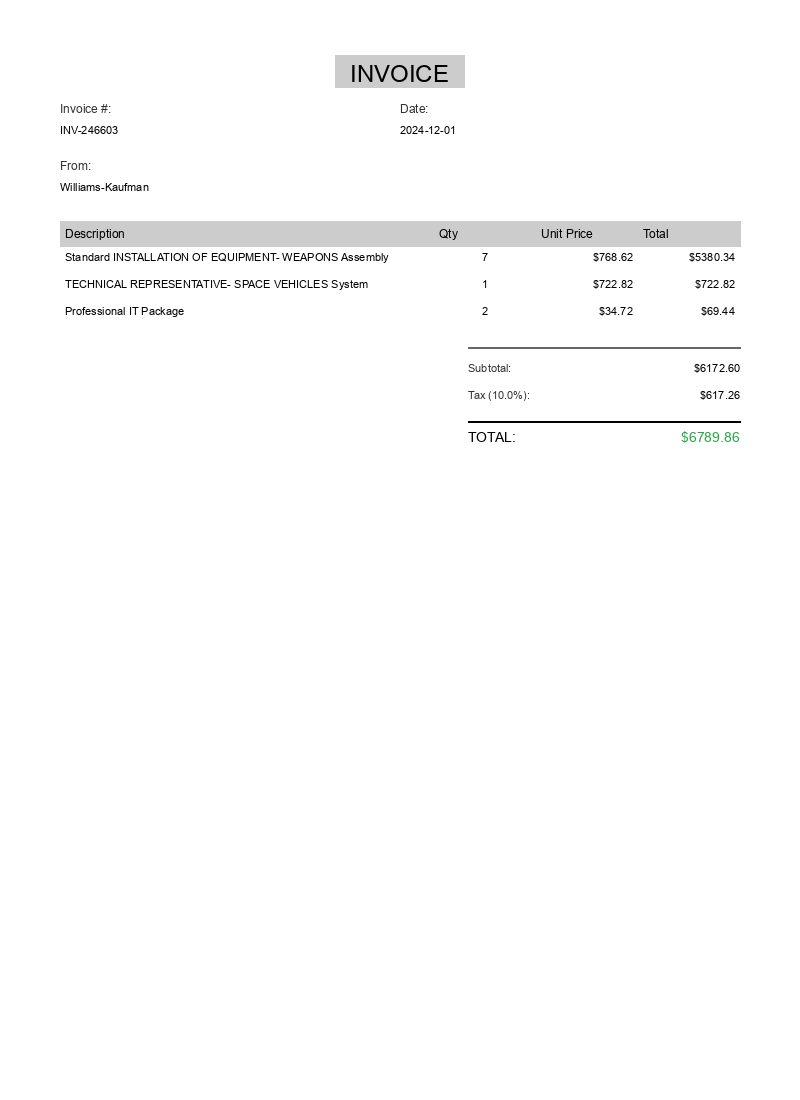 INVOICE
Invoice #: Date:
INV-246603 2024-12-01
From:
Williams-Kaufman
Description Qty Unit Price Total
Standard INSTALLATION OF EQUIPMENT- WEAPONS Assembly 7 $768.62 $5380.34
TECHNICAL REPRESENTATIVE- SPACE VEHICLES System 1 $722.82 $722.82
Professional IT Package 2 $34.72 $69.44
Subtotal: $6172.60
Tax (10.0%): $617.26
TOTAL: $6789.86